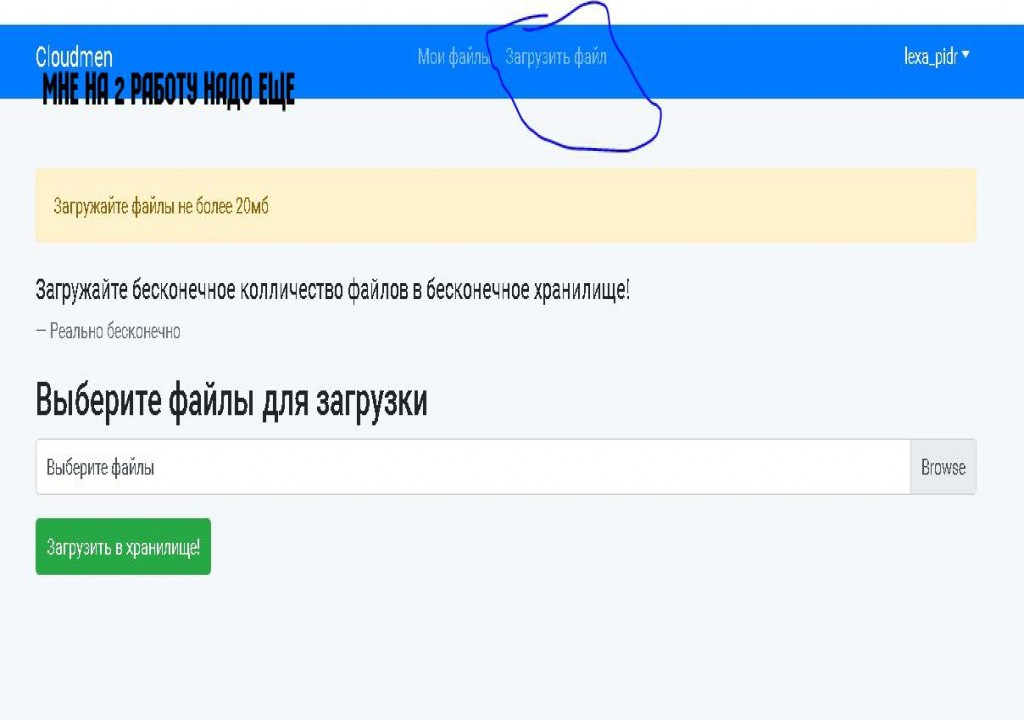 Cloudmen Мои файлы Загрузить файл lexa_pidr
МНЕ НА 2 РАБОТУ НАДО ЕЩЕ
Загружайте файлы не более 20мб
Загружайте бесконечное колличество файлов в бесконечное хранилище!
— Реально бесконечно
Выберите файлы для загрузки
Выберите файлы Browse
Загрузить в хранилище!